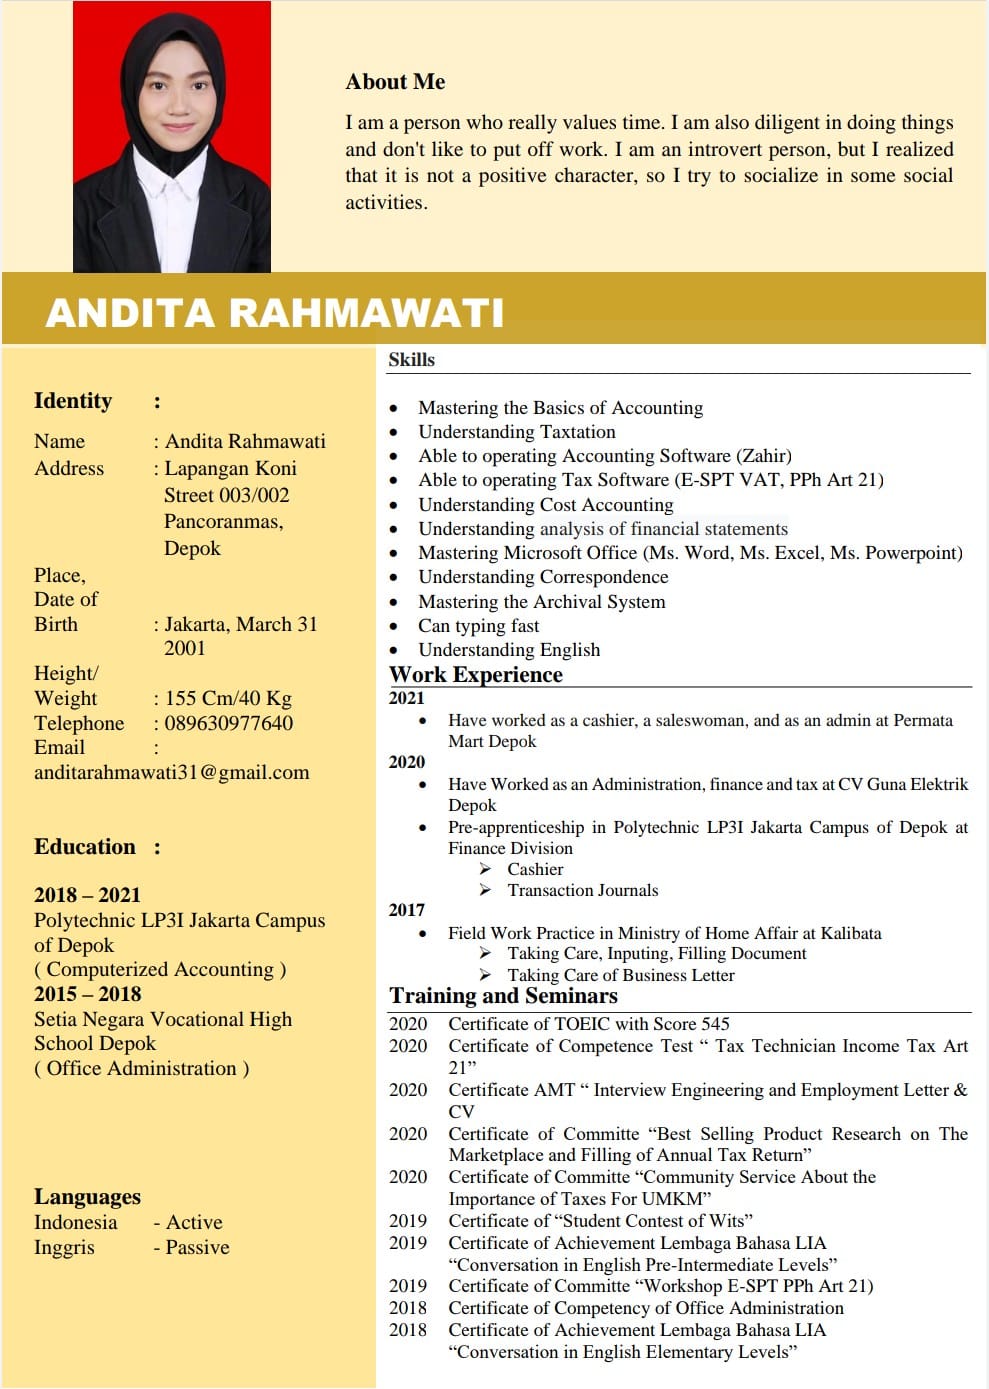 About Me
I am a person who really values time. I am also diligent in doing things
and don't like to put off work. I am an introvert person, but I realized
that it is not a positive character, so I try to socialize in some social
activities.
ANDITA RAHMAWATI
Identity :
Name : Andita Rahmawati
Address : Lapangan Koni
Street 003/002
Pancoranmas,
Depok
Place,
Date of
Birth : Jakarta, March 31
2001
Height/
Weight : 155 Cm/40 Kg
Telephone : 089630977640
Email :
anditarahmawati31@gmail.com
Education :
2018 – 2021
Polytechnic LP3I Jakarta Campus
of Depok
( Computerized Accounting )
2015 – 2018
Setia Negara Vocational High
School Depok
( Office Administration )
Languages
Indonesia - Active
Inggris - Passive
Skills
• Mastering the Basics of Accounting
• Understanding Taxtation
• Able to operating Accounting Software (Zahir)
• Able to operating Tax Software (E-SPT VAT, PPh Art 21)
• Understanding Cost Accounting
• Understanding analysis of financial statements
• Mastering Microsoft Office (Ms. Word, Ms. Excel, Ms. Powerpoint)
• Understanding Correspondence
• Mastering the Archival System
• Can typing fast
• Understanding English
Work Experience
2021
• Have worked as a cashier, a saleswoman, and as an admin at Permata
Mart Depok
2020
• Have Worked as an Administration, finance and tax at CV Guna Elektrik
Depok
• Pre-apprenticeship in Polytechnic LP3I Jakarta Campus of Depok at
Finance Division
➢ Cashier
➢ Transaction Journals
2017
• Field Work Practice in Ministry of Home Affair at Kalibata
➢ Taking Care, Inputing, Filling Document
➢ Taking Care of Business Letter
Training and Seminars
2020 Certificate of TOEIC with Score 545
2020 Certificate of Competence Test “ Tax Technician Income Tax Art
21”
2020 Certificate AMT “ Interview Engineering and Employment Letter &
CV
2020 Certificate of Committe “Best Selling Product Research on The
Marketplace and Filling of Annual Tax Return”
2020 Certificate of Committe “Community Service About the
Importance of Taxes For UMKM”
2019 Certificate of “Student Contest of Wits”
2019 Certificate of Achievement Lembaga Bahasa LIA
“Conversation in English Pre-Intermediate Levels”
2019 Certificate of Committe “Workshop E-SPT PPh Art 21)
2018 Certificate of Competency of Office Administration
2018 Certificate of Achievement Lembaga Bahasa LIA
“Conversation in English Elementary Levels”